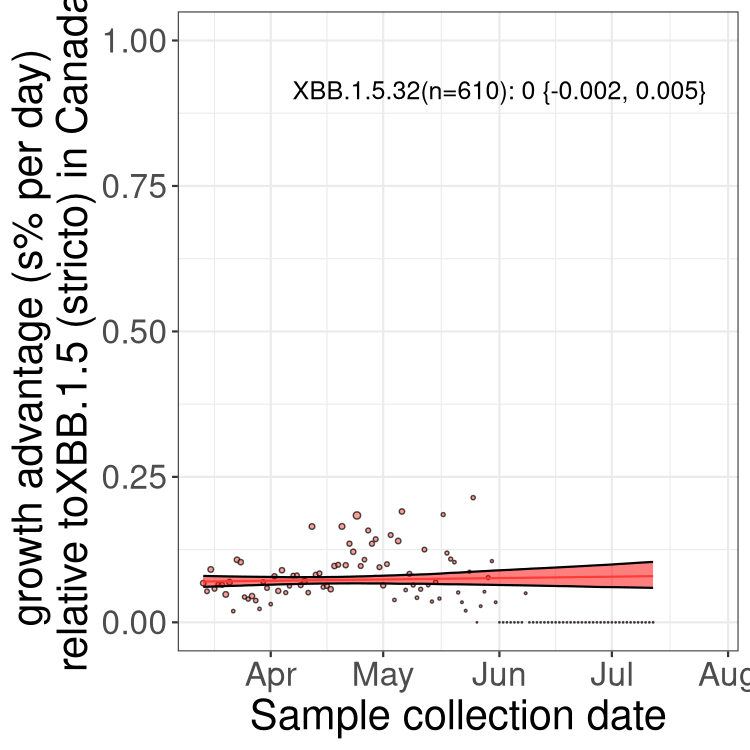 growth advantage (s% per day)
relative toXBB.1.5 (stricto) in Canada
1.00
0.75
0.50
0.25
0.00
XBB.1.5.32(n=610): 0 {-0.002, 0.005}
Apr
May
Jun
Jul
Aug
Sample collection date